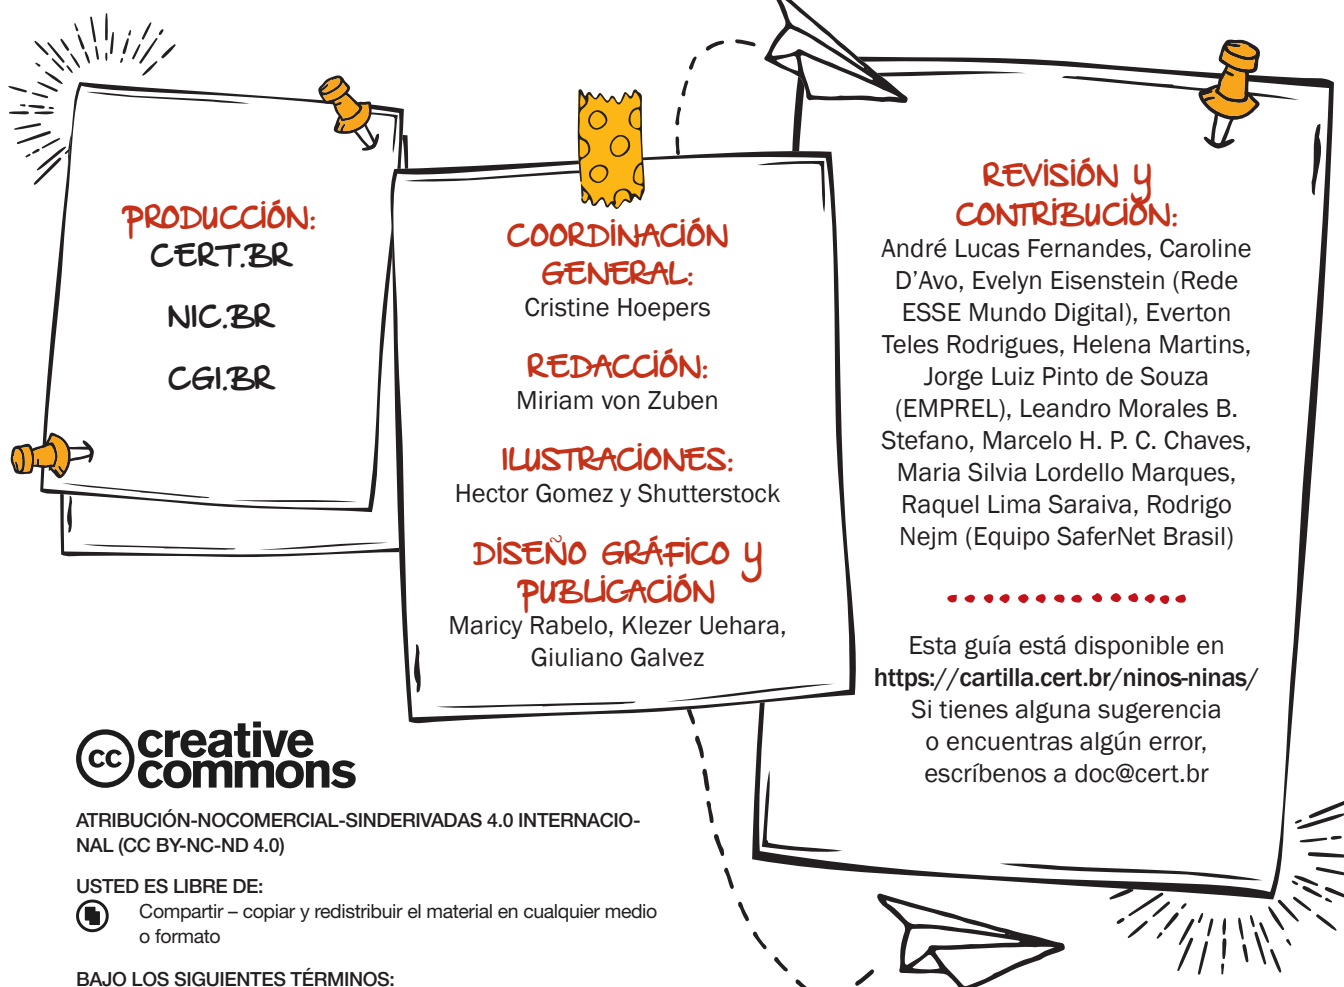 PRODUCCIÓN:
CERT.BR
NIC.BR
CGI.BR
COORDINACIÓN
GENERAL:
Cristine Hoepers
REDACCIÓN:
Miriam von Zuben
ILUSTRACIONES:
Hector Gomez y Shutterstock
DISEÑO GRÁFICO y
PUBLICACIÓN
Maricy Rabelo, Klezer Uehara,
Giuliano Galvez
REVISIÓN y
CONTRIBUCIÓN:
André Lucas Fernandes, Caroline
D’Avo, Evelyn Eisenstein (Rede
ESSE Mundo Digital), Everton
Teles Rodrigues, Helena Martins,
Jorge Luiz Pinto de Souza
(EMPREL), Leandro Morales B.
Stefano, Marcelo H. P. C. Chaves,
Maria Silvia Lordello Marques,
Raquel Lima Saraiva, Rodrigo
Nejm (Equipo SaferNet Brasil)
Esta guía está disponible en
https://cartilla.cert.br/ninos-ninas/
Si tienes alguna sugerencia
o encuentras algún error,
escríbenos a doc@cert.br
cc creative
commons
ATRIBUCIÓN-NOCOMERCIAL-SINDERIVADAS 4.0 INTERNACIO-
NAL (CC BY-NC-ND 4.0)
USTED ES LIBRE DE:
Compartir – copiar y redistribuir el material en cualquier medio
o formato
BAJO LOS SIGUIENTES TÉRMINOS: